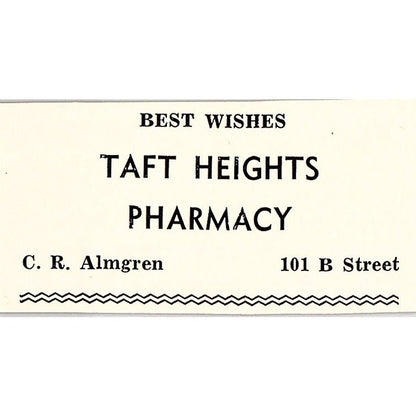 BEST WISHES
TAFT HEIGHTS
PHARMACY
C. R. Almgren 101 B Street